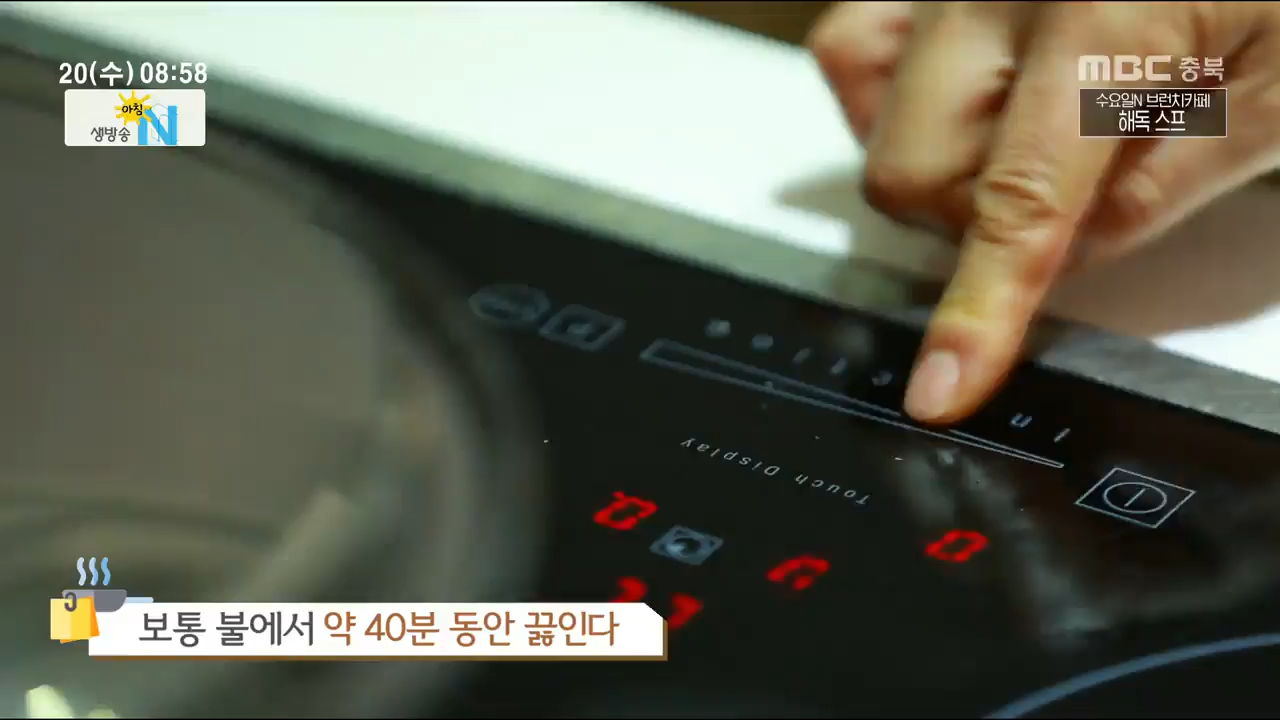 20(수) 08:58
아침
생방송 N
MBC 충북
수요일N 브런치카페
해독 스프
Touch Display
보통 불에서 약 40분 동안 끓인다